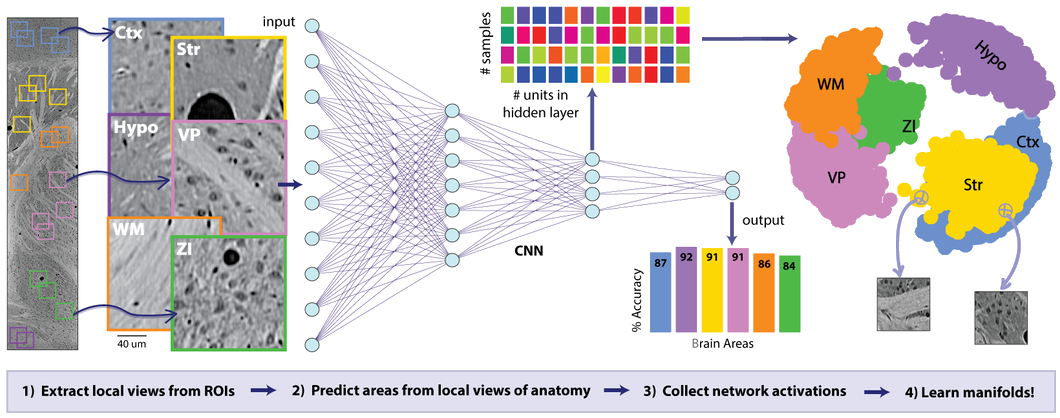 Ctx
Str
Hypo
VP
WM
ZI
40 um
input
CNN
# samples
# units in
hidden layer
output
87
92
91
91
86
84
% Accuracy
Brain Areas
WM
Hypo
ZI
Ctx
VP
Str
1) Extract local views from ROIs
2) Predict areas from local views of anatomy
3) Collect network activations
4) Learn manifolds!